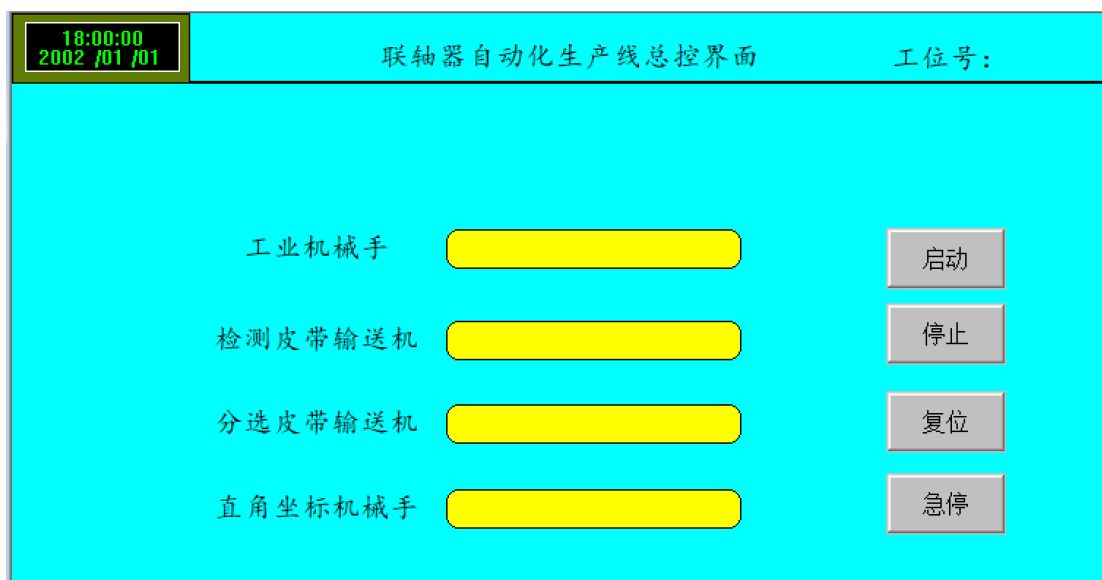 18:00:00
2002 /01 /01
联轴器自动化生产线总控界面
工位号:
工业机械手
启动
检测皮带输送机
停止
分选皮带输送机
复位
直角坐标机械手
急停